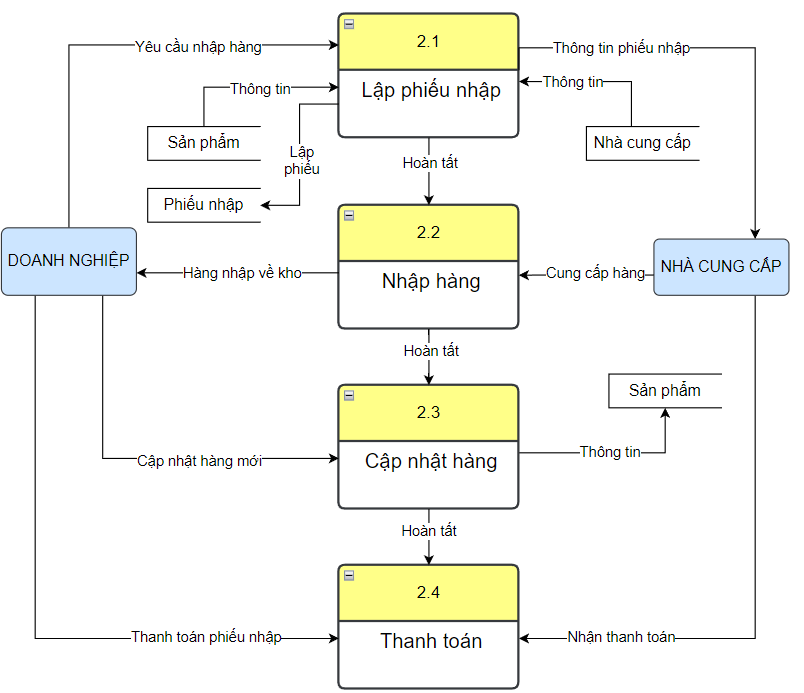 2.1
Yêu cầu nhập hàng
Thông tin phiếu nhập
Thông tin
Lập phiếu nhập
Thông tin
Sản phẩm
Lập
phiếu
Nhà cung cấp
Hoàn tất
Phiếu nhập
2.2
DOANH NGHIỆP
NHÀ CUNG CẤP
Hàng nhập về kho
Nhập hàng
Cung cấp hàng
Hoàn tất
Sản phẩm
2.3
Cập nhật hàng mới
Cập nhật hàng
Thông tin
Hoàn tất
2.4
Thanh toán phiếu nhập
Thanh toán
Nhận thanh toán